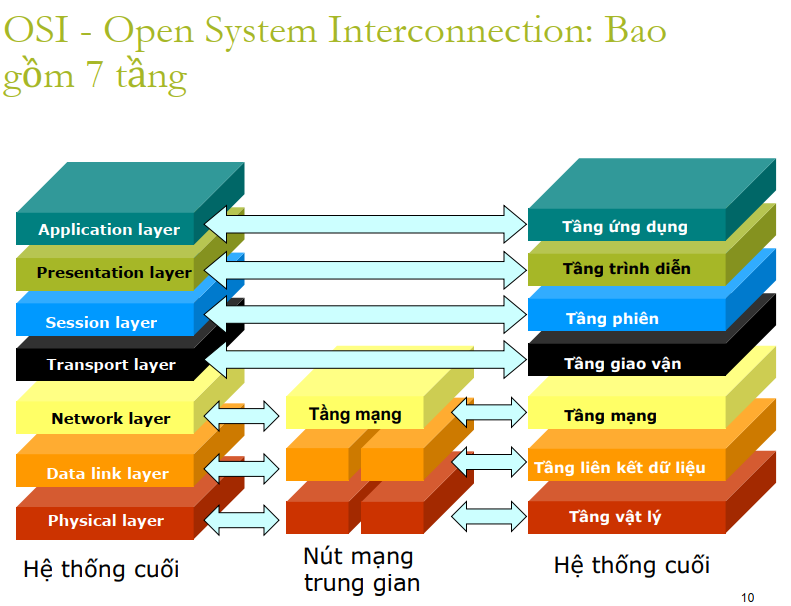 OSI - Open System Interconnection: Bao
gồm 7 tầng
Application layer
Tầng ứng dụng
Presentation layer
Tầng trình diễn
Session layer
Tầng phiên
Transport layer
Tầng giao vận
Network layer
Tầng mạng
Tầng mạng
Data link layer
Tầng liên kết dữ liệu
Physical layer
Tầng vật lý
Hệ thống cuối
Nút mạng
trung gian
Hệ thống cuối
10